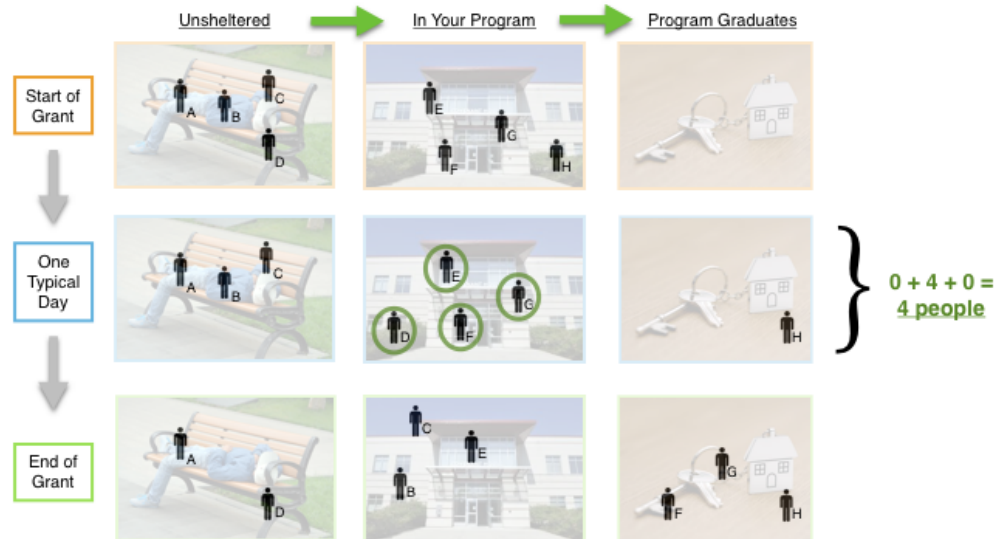 Unsheltered
In Your Program
Program Graduates
Start of
Grant
A
B
C
D
E
F
G
H
One
Typical
Day
A
B
C
D
E
F
G
H
0 + 4 + 0 =
4 people
End of
Grant
A
D
C
B
E
F
G
H